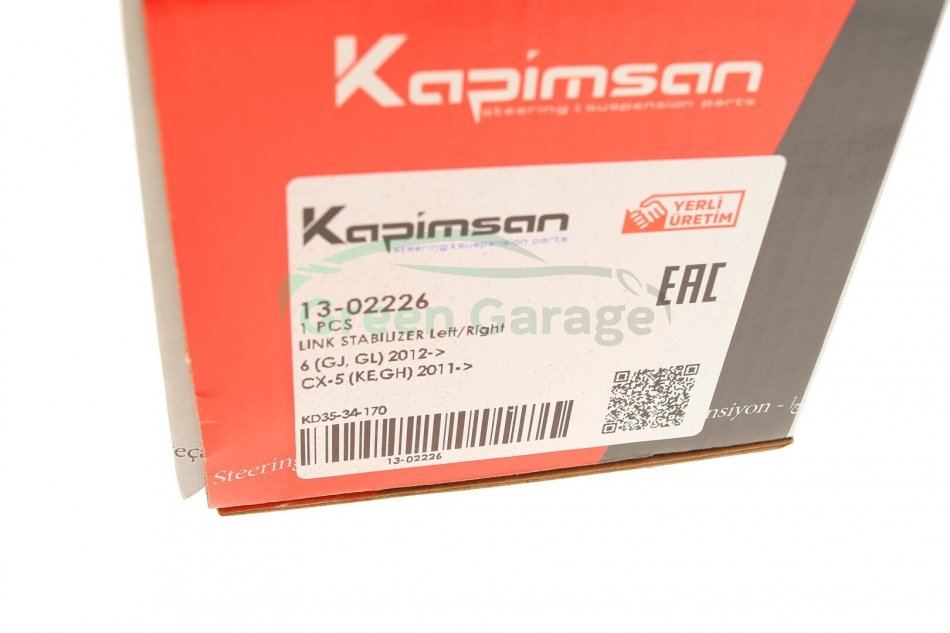 Kapimsan
steering & suspension parts
Kapimsan
steering & suspension parts
YERLİ
ÜRETİM
EAC
13-02226
1 PCS
Green Garage
LINK STABILIZER Left/Right
6 (GJ, GL) 2012->
CX-5 (KE,GH) 2011->
KD35-34-170
13-02226
Steering